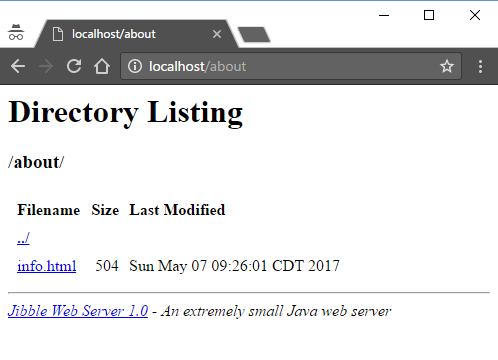 localhost/about
localhost/about
Directory Listing
/about/
Filename Size Last Modified
../
info.html 504 Sun May 07 09:26:01 CDT 2017
Jibble Web Server 1.0 - An extremely small Java web server